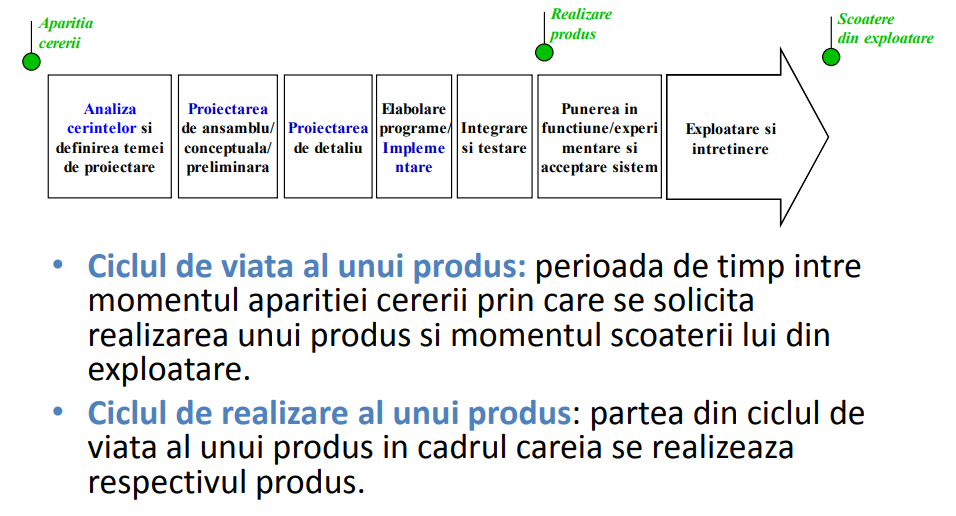 Aparitia
cererii
Realizare
produs
Scoatere
din exploatare
Analiza
cerintelor si
definirea temei
de proiectare
Proiectarea
de ansamblu/
conceptuala/
preliminara
Proiectarea
de detaliu
Elabolare
programe/
Impleme
ntare
Integrare
si testare
Punerea in
functiune/experi
mentare si
acceptare sistem
Exploatare si
intretinere
• Ciclul de viata al unui produs: perioada de timp intre
momentul aparitiei cererii prin care se solicita
realizarea unui produs si momentul scoaterii lui din
exploatare.
• Ciclul de realizare al unui produs: partea din ciclul de
viata al unui produs in cadrul careia se realizeaza
respectivul produs.